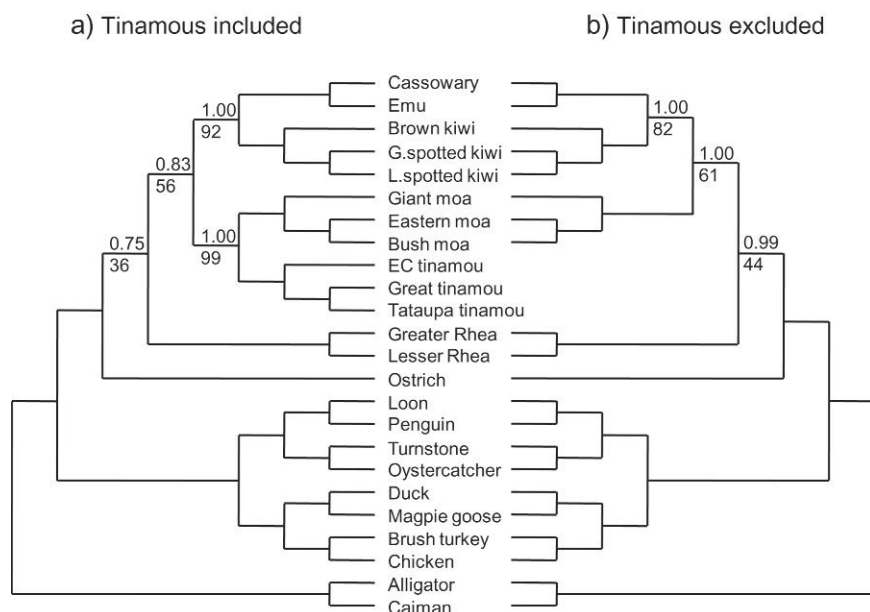 a) Tinamous included
b) Tinamous excluded
Cassowary
Emu
Brown kiwi
G.spotted kiwi
L.spotted kiwi
Giant moa
Eastern moa
Bush moa
EC tinamou
Great tinamou
Tataupa tinamou
Greater Rhea
Lesser Rhea
Ostrich
Loon
Penguin
Turnstone
Oystercatcher
Duck
Magpie goose
Brush turkey
Chicken
Alligator
Caiman
1.00
92
0.83
56
1.00
99
0.75
36
1.00
82
1.00
61
0.99
44